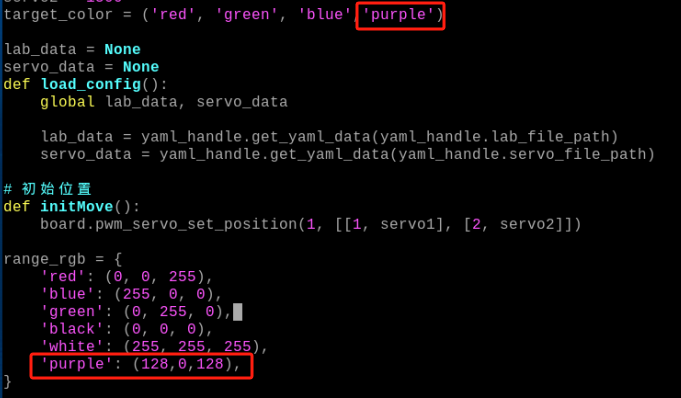 target_color = ('red', 'green', 'blue','purple')
lab_data = None
servo_data = None
def load_config():
    global lab_data, servo_data
    lab_data = yaml_handle.get_yaml_data(yaml_handle.lab_file_path)
    servo_data = yaml_handle.get_yaml_data(yaml_handle.servo_file_path)
# 初始位置
def initMove():
    board.pwm_servo_set_position(1, [[1, servo1], [2, servo2]])
range_rgb = {
    'red': (0, 0, 255),
    'blue': (255, 0, 0),
    'green': (0, 255, 0),
    'black': (0, 0, 0),
    'white': (255, 255, 255),
    'purple': (128,0,128),
}